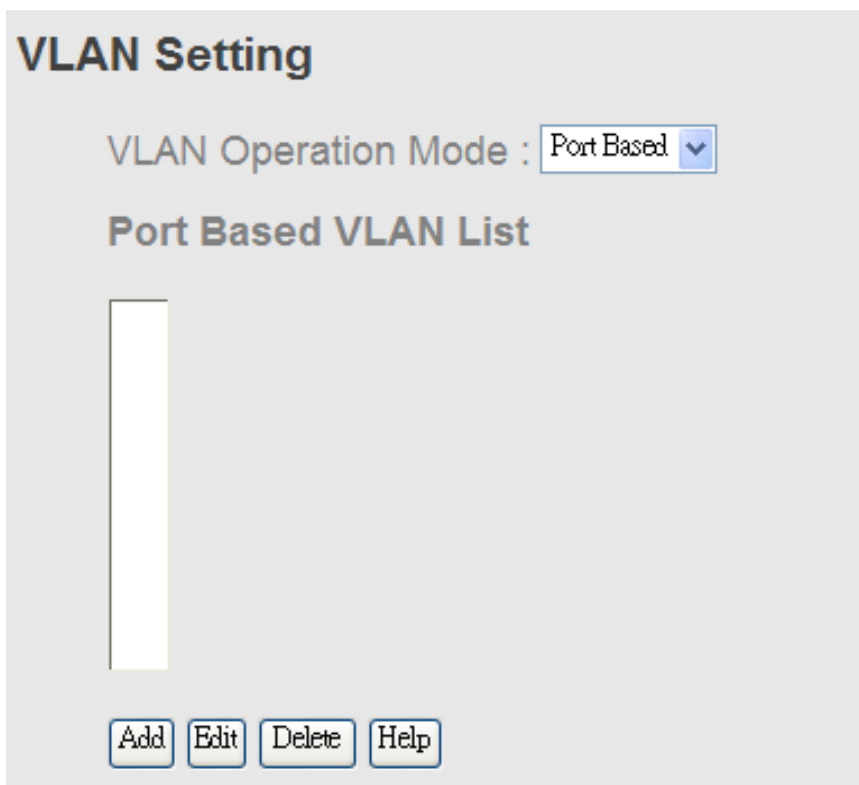 VLAN Setting
VLAN Operation Mode : Port Based
Port Based VLAN List
Add Edit Delete Help